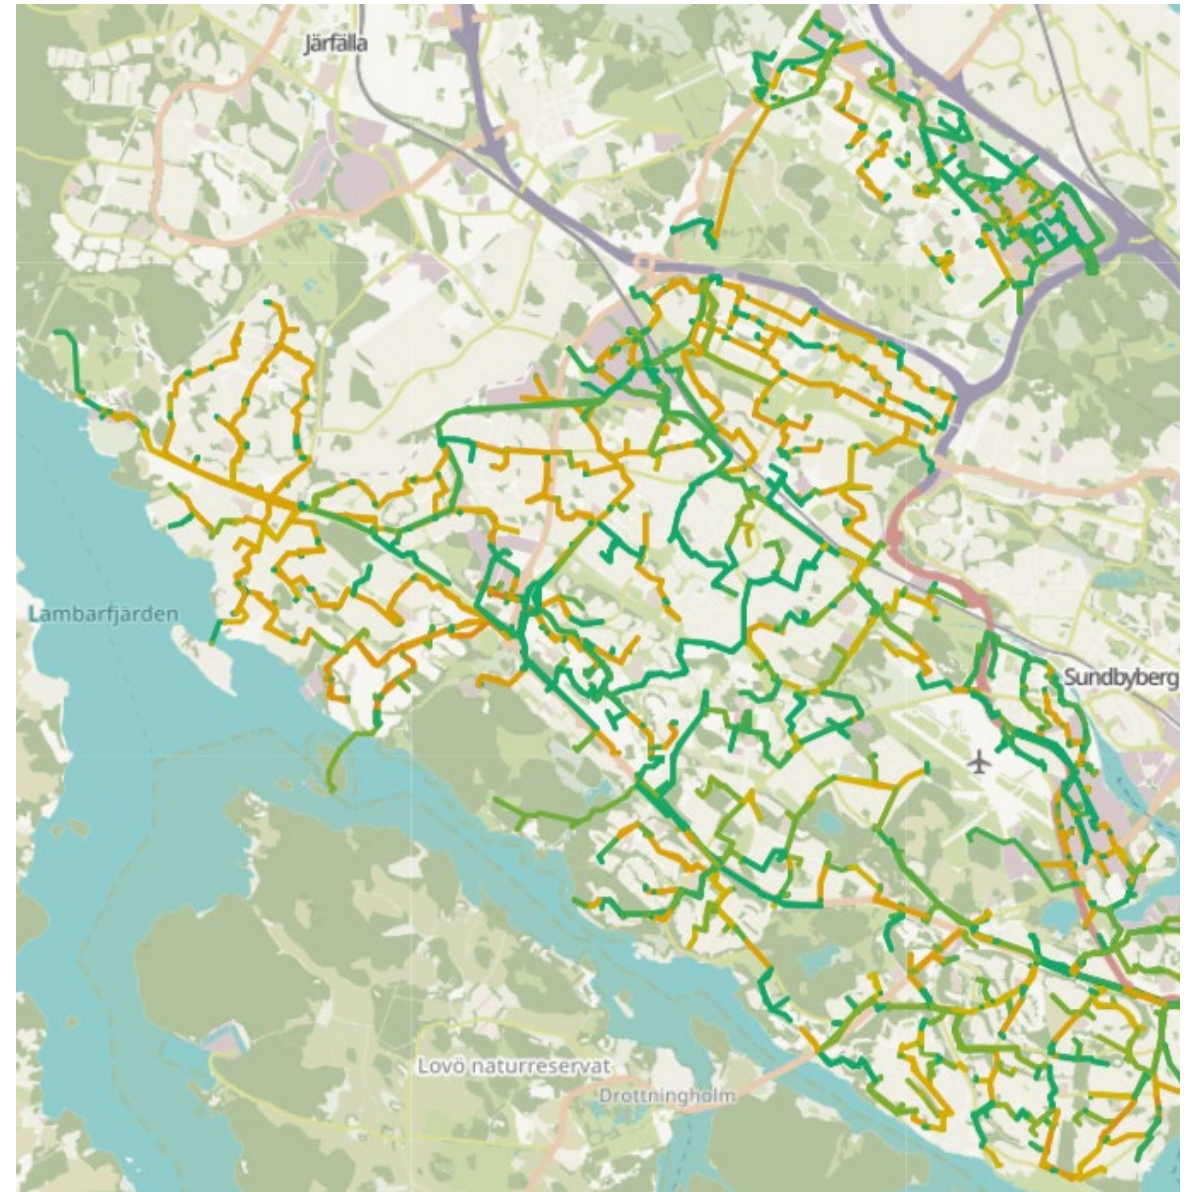 Järfälla
Lambarfjärden
Sundbyberg
Lovö naturreservat
Drottningholm